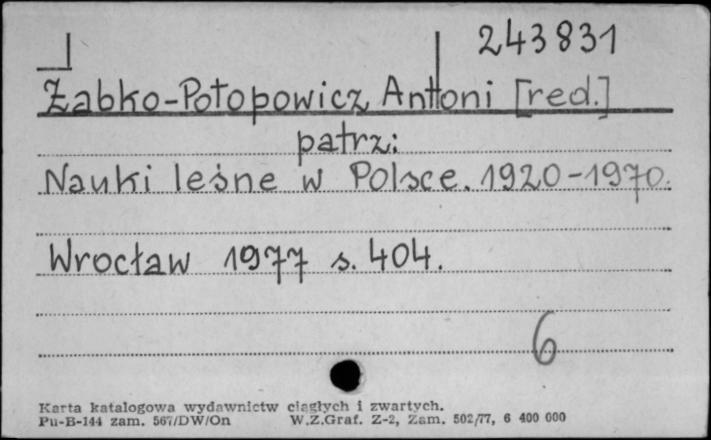 243831
Żabko-Potopowicz Antoni [red.]
patrz:
Nauki leśne w Polsce. 1920-1970.
Wrocław 1977 s. 404.
6
Karta katalogowa wydawnictw ciągłych i zwartych.
Pu-B-144 zam. 567/DW/On W.Z.Graf. Z-2, Zam. 502/77, 6 400 000